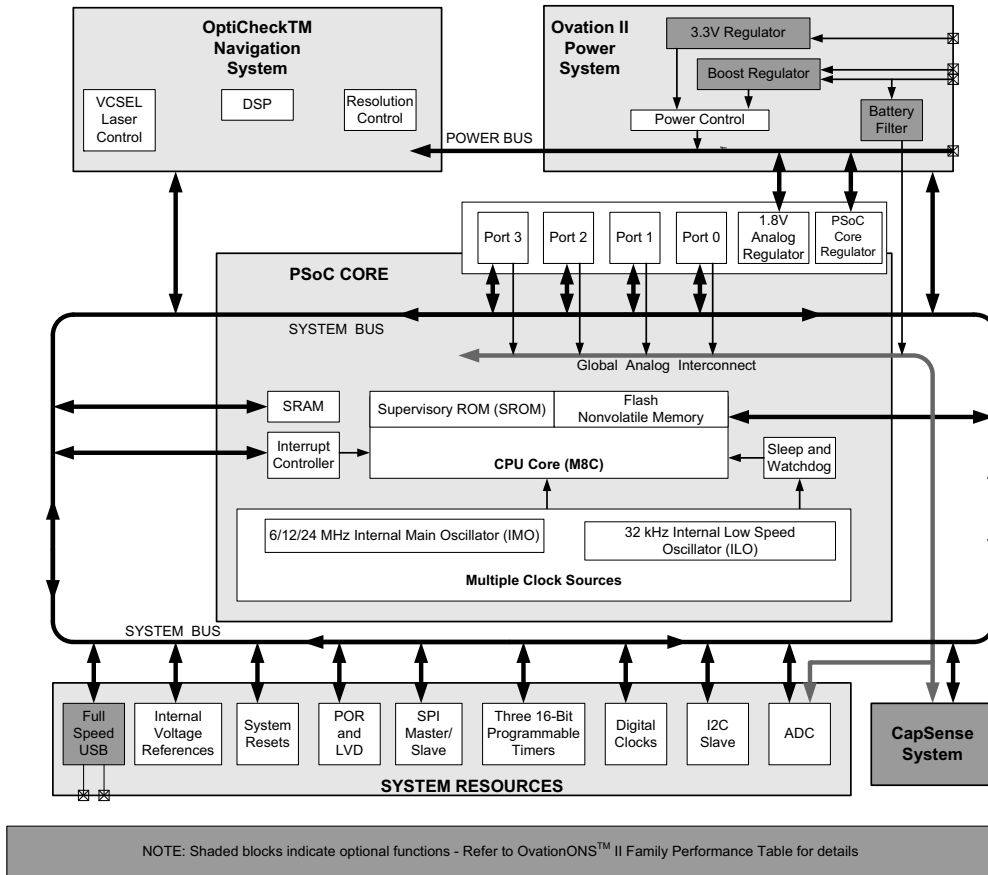 OptiCheckTM
Navigation
System
VCSEL
Laser
Control
DSP
Resolution
Control
Ovation II
Power
System
3.3V Regulator
Boost Regulator
Battery
Filter
Power Control
POWER BUS
Port 3
Port 2
Port 1
Port 0
1.8V
Analog
Regulator
PSoC
Core
Regulator
PSoC CORE
SYSTEM BUS
Global Analog Interconnect
SRAM
Supervisory ROM (SROM)
Flash
Nonvolatile Memory
Interrupt
Controller
CPU Core (M8C)
Sleep and
Watchdog
6/12/24 MHz Internal Main Oscillator (IMO)
32 kHz Internal Low Speed
Oscillator (ILO)
Multiple Clock Sources
SYSTEM BUS
Full
Speed
USB
Internal
Voltage
References
System
Resets
POR
and
LVD
SPI
Master/
Slave
Three 16-Bit
Programmable
Timers
Digital
Clocks
I2C
Slave
ADC
CapSense
System
SYSTEM RESOURCES
NOTE: Shaded blocks indicate optional functions - Refer to OvationONS™ II Family Performance Table for details